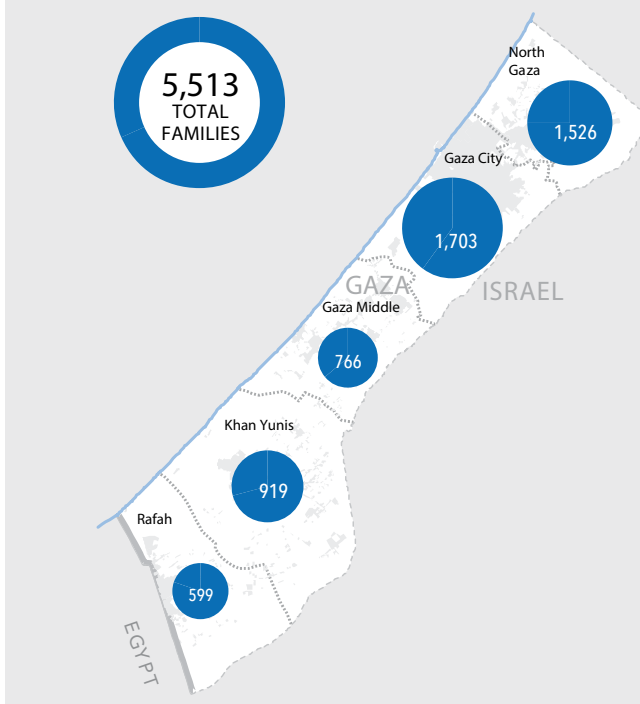 5,513
TOTAL
FAMILIES
North
Gaza
1,526
Gaza City
1,703
GAZA
ISRAEL
Gaza Middle
766
Khan Yunis
919
Rafah
599
EGYPT